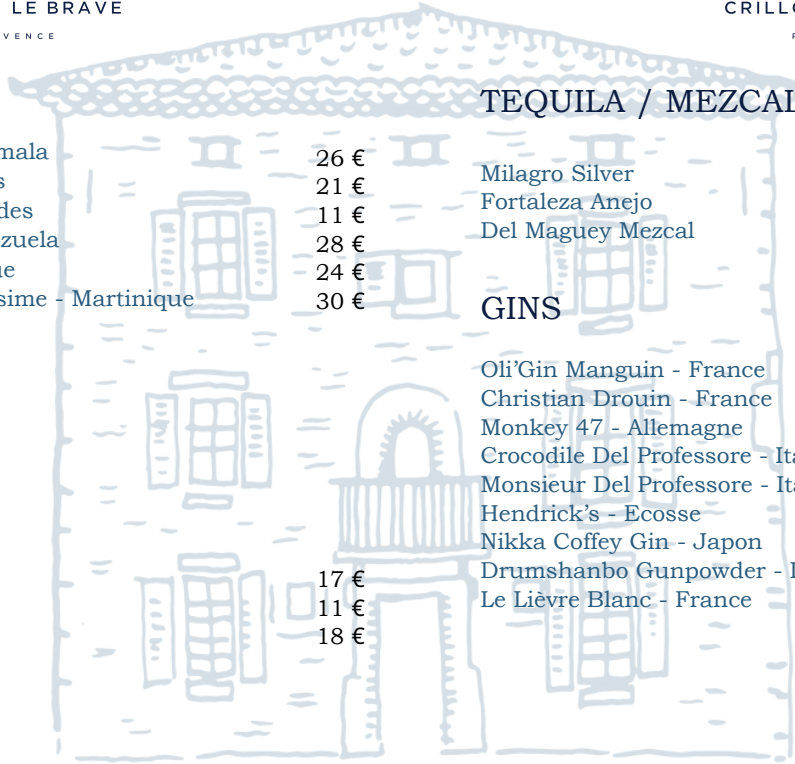 LE BRAVE
VENCE
mala
s
des
zuela
ue
sime - Martinique
26 €
21 €
11 €
28 €
24 €
30 €
17 €
11 €
18 €
CRILLO
TEQUILA / MEZCAL
Milagro Silver
Fortaleza Anejo
Del Maguey Mezcal
GINS
Oli’Gin Manguin - France
Christian Drouin - France
Monkey 47 - Allemagne
Crocodile Del Professore - Ita
Monsieur Del Professore - Ita
Hendrick’s - Ecosse
Nikka Coffey Gin - Japon
Drumshanbo Gunpowder - I
Le Lièvre Blanc - France